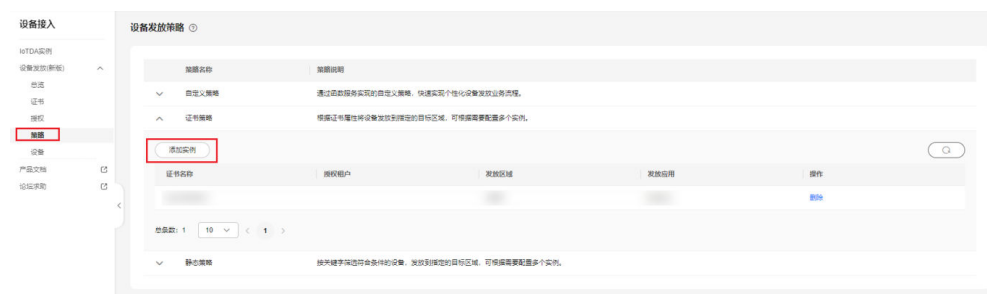 设备接入
设备发放策略
IoTDA实例
设备发放(新版)
总览
证书
授权
策略
设备
产品文档
论坛求助
策略名称 策略说明
自定义策略 通过函数服务实现的自定义策略，快速实现个性化设备发放业务流程。
证书策略 根据证书属性将设备发放到指定的目标区域，可根据需要配置多个实例。
添加实例
证书名称 授权租户 发放区域 发放应用 操作
删除
总条数：1 10 1
静态策略 按关键字筛选符合条件的设备，发放到指定的目标区域，可根据需要配置多个实例。